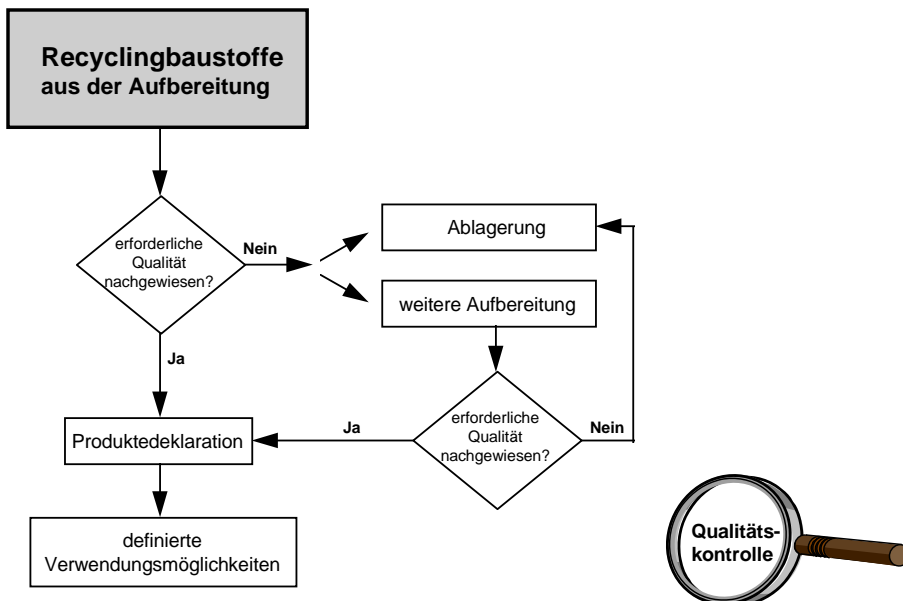 Recyclingbaustoffe
aus der Aufbereitung
erforderliche
Qualität
nachgewiesen?
Nein
Ablagerung
weitere Aufbereitung
Ja
erforderliche
Qualität
nachgewiesen?
Ja
Nein
Produktedeklaration
definierte
Verwendungsmöglichkeiten
Qualitäts-
kontrolle